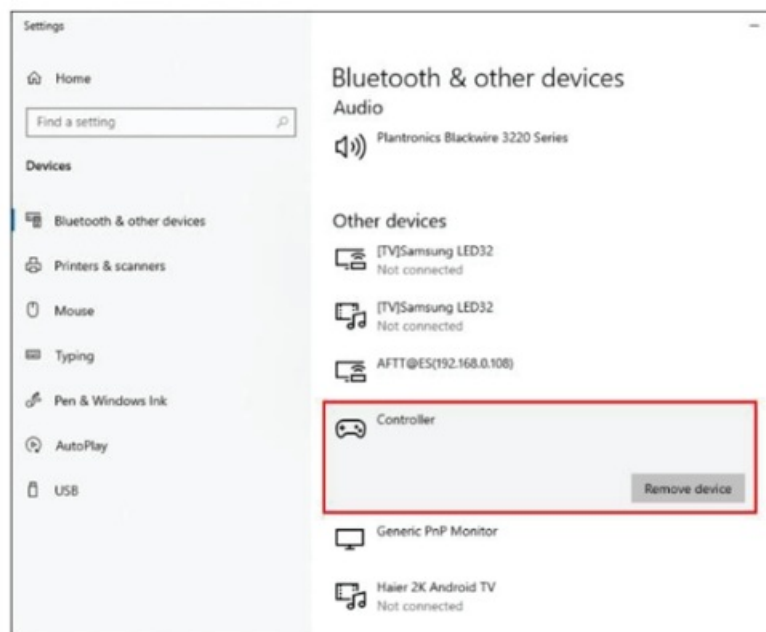 Settings
Home
Find a setting
Devices
Bluetooth & other devices
Printers & scanners
Mouse
Typing
Pen & Windows Ink
AutoPlay
USB
Bluetooth & other devices
Audio
Plantronics Blackwire 3220 Series
Other devices
[TV]Samsung LED32
Not connected
[TV]Samsung LED32
Not connected
AFTT@ES(192.168.0.108)
Controller
Remove device
Generic PnP Monitor
Haier 2K Android TV
Not connected